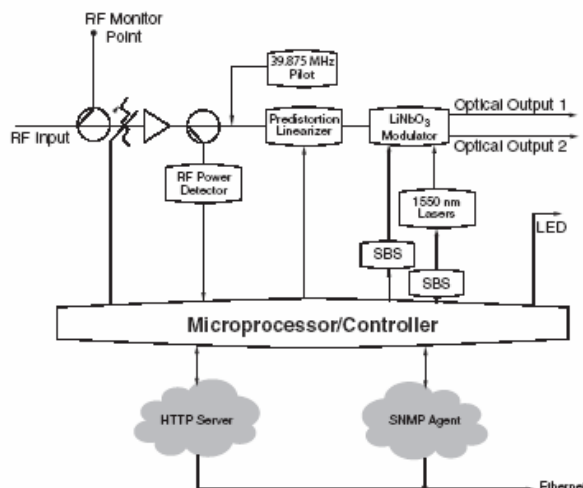 RF Monitor
Point
39.875 MHz
Pilot
RF Input
Predistortion
Linearizer
LiNbO3
Modulator
Optical Output 1
Optical Output 2
RF Power
Detector
1550 nm
Lasers
LED
SBS
SBS
Microprocessor/Controller
HTTP Server
SNMP Agent
Ethernet